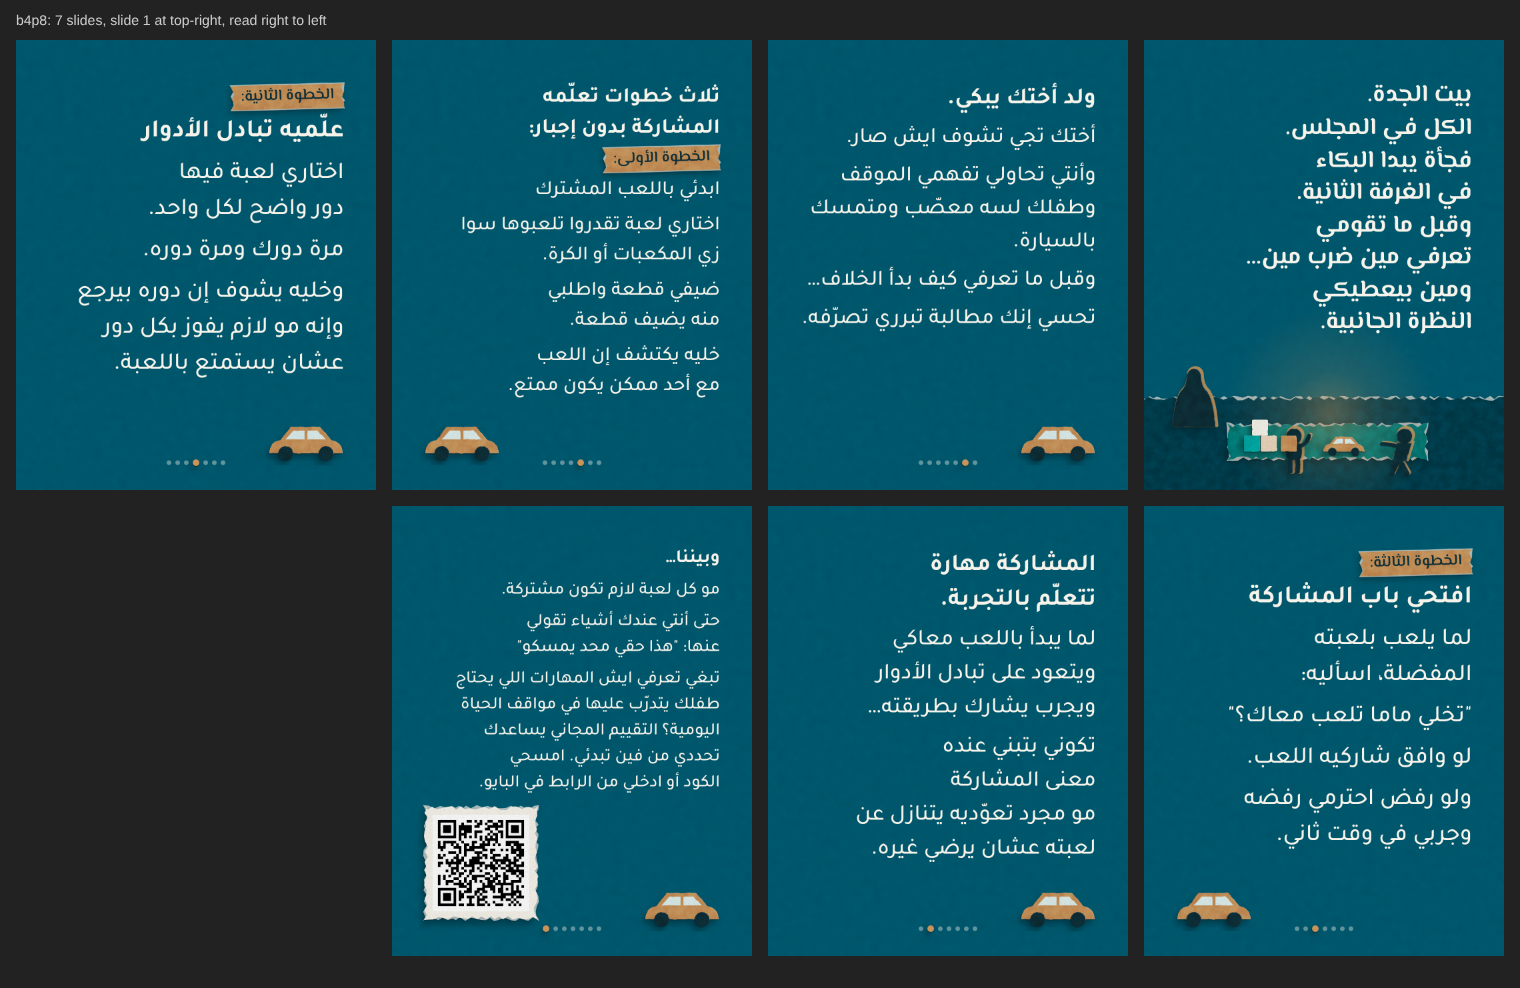 b4p8: 7 slides, slide 1 at top-right, read right to left
بيت الجدة.
الكل في المجلس.
فجأة يبدا البكاء
في الغرفة الثانية.
وقبل ما تقومي
تعرفي مين ضرب مين...
ومين بيعطيكي
النظرة الجانبية.
ولد أختك يبكي.
أختك تجي تشوف ايش صار.
وأنتي تحاولي تفهمي الموقف
وطفلك لسه معصّب ومتمسك
بالسيارة.
وقبل ما تعرفي كيف بدأ الخلاف...
تحسي إنك مطالبة تبرري تصرّفه.
ثلاث خطوات تعلّمه
المشاركة بدون إجبار:
الخطوة الأولى:
ابدئي باللعب المشترك
اختاري لعبة تقدروا تلعبوها سوا
زي المكعبات أو الكرة.
ضيفي قطعة واطلبي
منه يضيف قطعة.
خليه يكتشف إن اللعب
مع أحد ممكن يكون ممتع.
الخطوة الثانية:
علّميه تبادل الأدوار
اختاري لعبة فيها
دور واضح لكل واحد.
مرة دورك ومرة دوره.
وخليه يشوف إن دوره بيرجع
وإنه مو لازم يفوز بكل دور
عشان يستمتع باللعبة.
الخطوة الثالثة:
افتحي باب المشاركة
لما يلعب بلعبته
المفضلة، اسأليه:
"تخلي ماما تلعب معاك؟"
لو وافق شاركيه اللعب.
ولو رفض احترمي رفضه
وجربي في وقت ثاني.
المشاركة مهارة
تتعلّم بالتجربة.
لما يبدأ باللعب معاكي
ويتعود على تبادل الأدوار
ويجرب يشارك بطريقته...
تكوني بتبني عنده
معنى المشاركة
مو مجرد تعوّديه يتنازل عن
لعبته عشان يرضي غيره.
وبيننا...
مو كل لعبة لازم تكون مشتركة.
حتى أنتي عندك أشياء تقولي
عنها: "هذا حقي محد يمسكو"
تبغي تعرفي ايش المهارات اللي يحتاج
طفلك يتدرّب عليها في مواقف الحياة
اليومية؟ التقييم المجاني يساعدك
تحددي من فين تبدئي. امسحي
الكود أو ادخلي من الرابط في البايو.